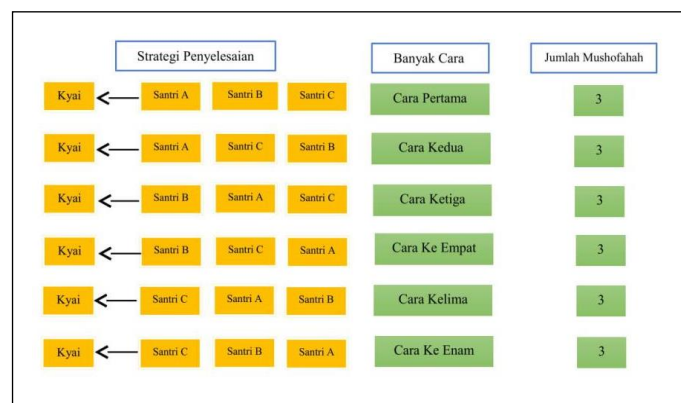 Strategi Penyelesaian Banyak Cara Jumlah Mushofahah
Kyai Santri A Santri B Santri C Cara Pertama 3
Kyai Santri A Santri C Santri B Cara Kedua 3
Kyai Santri B Santri A Santri C Cara Ketiga 3
Kyai Santri B Santri C Santri A Cara Ke Empat 3
Kyai Santri C Santri A Santri B Cara Kelima 3
Kyai Santri C Santri B Santri A Cara Ke Enam 3